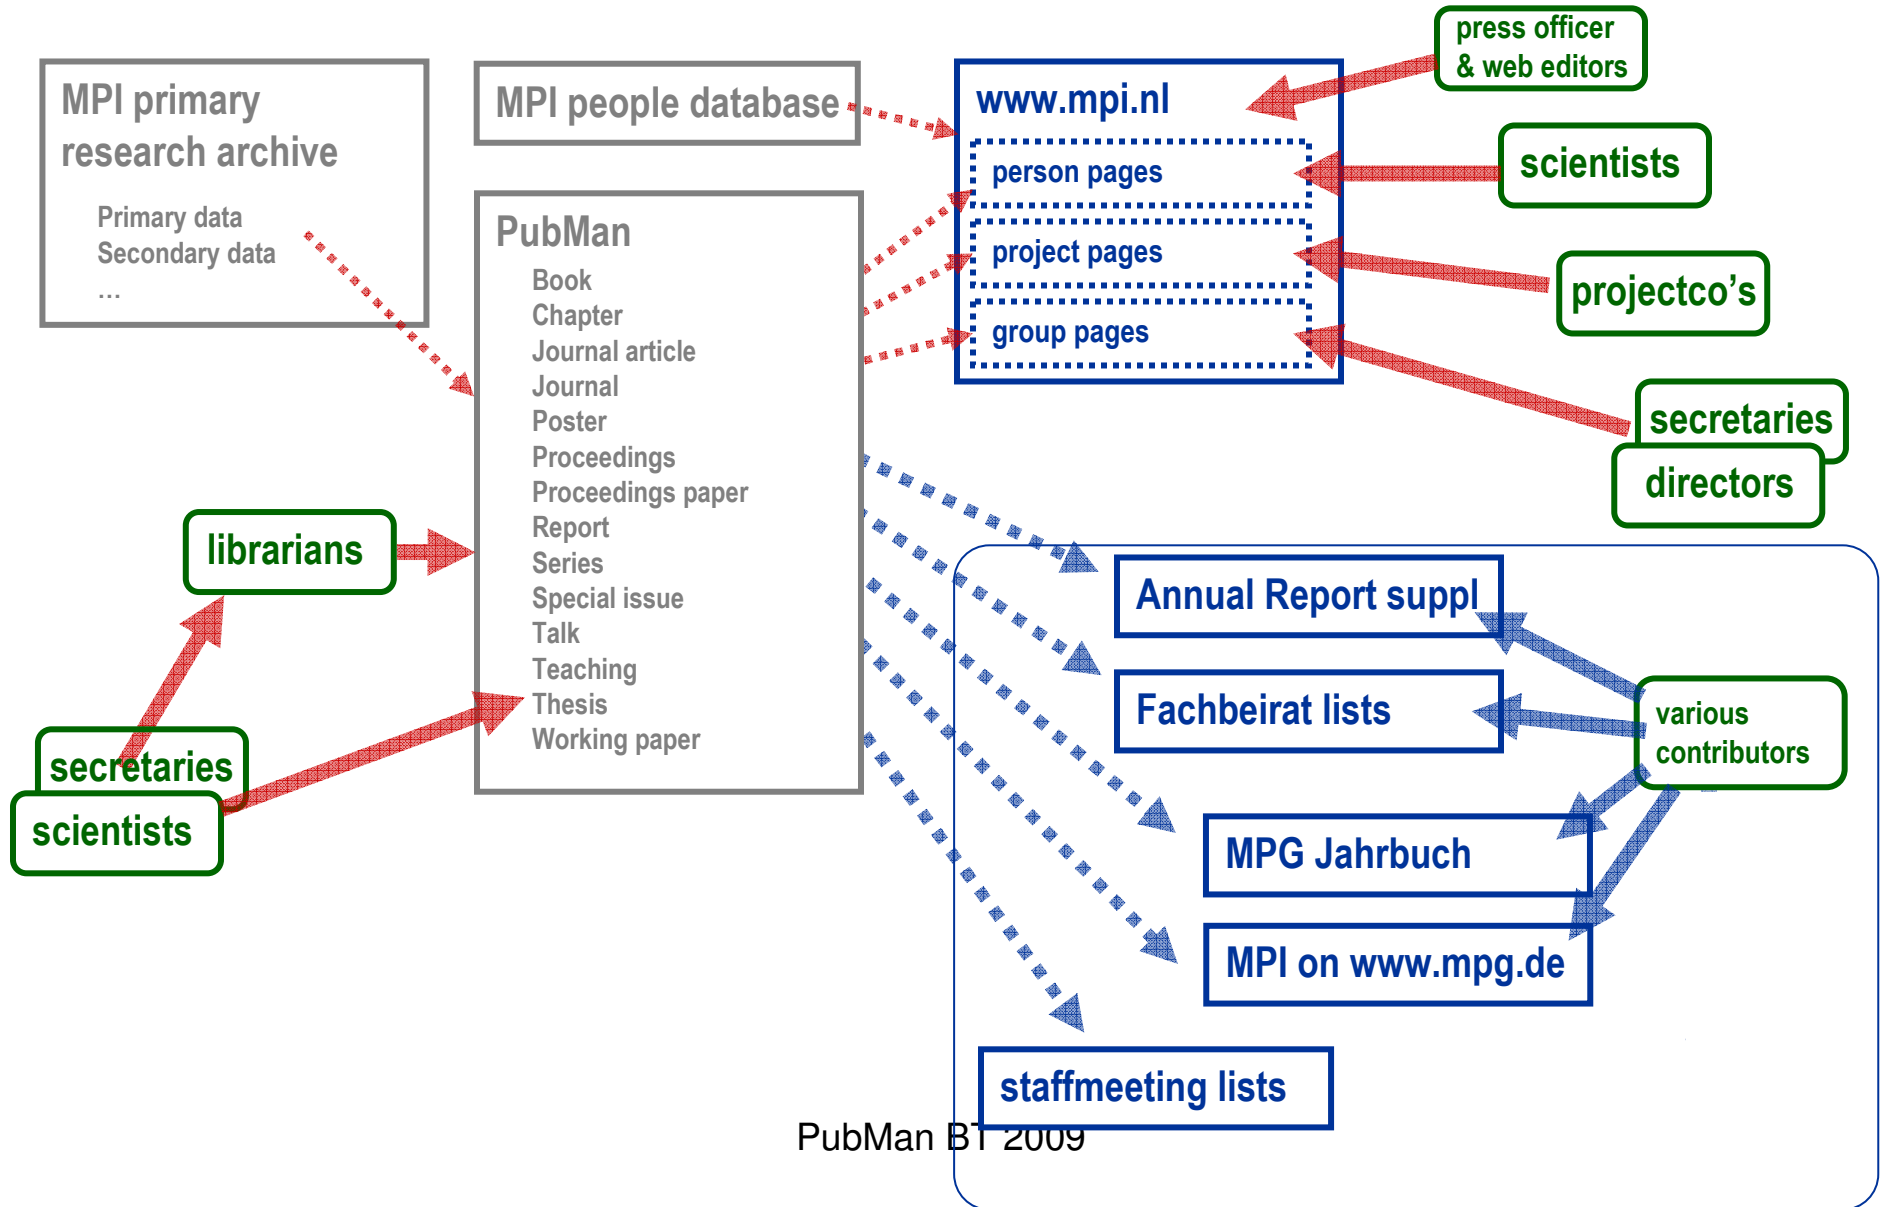 MPI primary
research archive
Primary data
Secondary data
...
MPI people database
PubMan
Book
Chapter
Journal article
Journal
Poster
Proceedings
Proceedings paper
Report
Series
Special issue
Talk
Teaching
Thesis
Working paper
www.mpi.nl
person pages
project pages
group pages
press officer
& web editors
scientists
projectco's
secretaries
directors
librarians
secretaries
scientists
Annual Report suppl
Fachbeirat lists
MPG Jahrbuch
MPI on www.mpg.de
staffmeeting lists
various
contributors
PubMan BT 2009